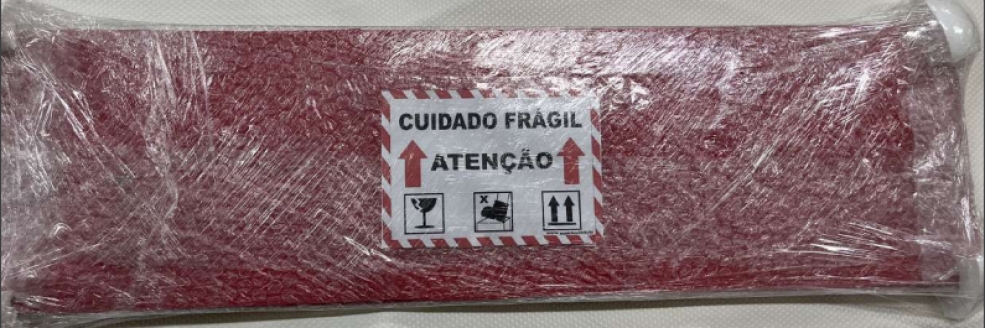 CUIDADO FRÁGIL
ATENÇÃO
X